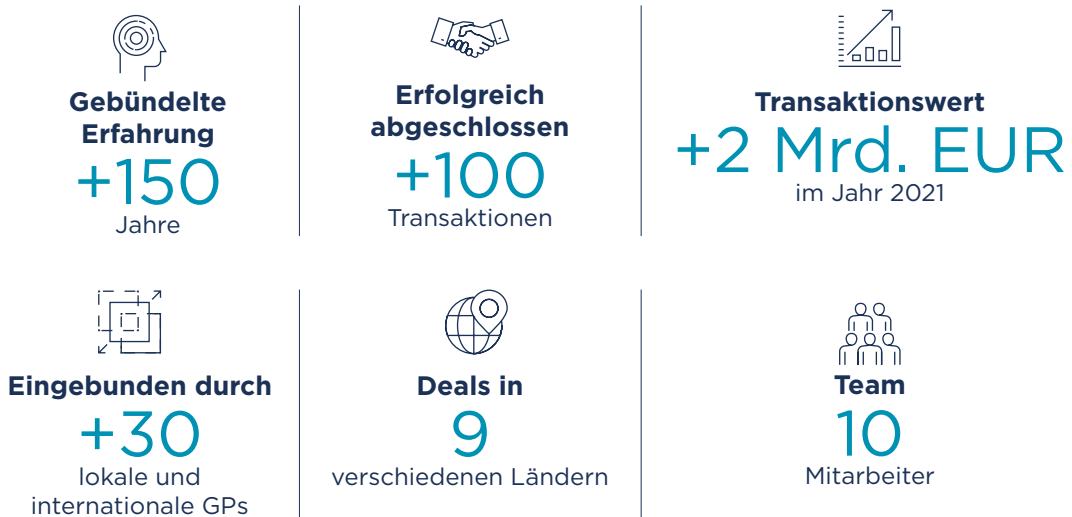 Gebündelte
Erfahrung
+150
Jahre
Erfolgreich
abgeschlossen
+100
Transaktionen
Transaktionswert
+2 Mrd. EUR
im Jahr 2021
Eingebunden durch
+30
lokale und
internationale GPs
Deals in
9
verschiedenen Ländern
Team
10
Mitarbeiter